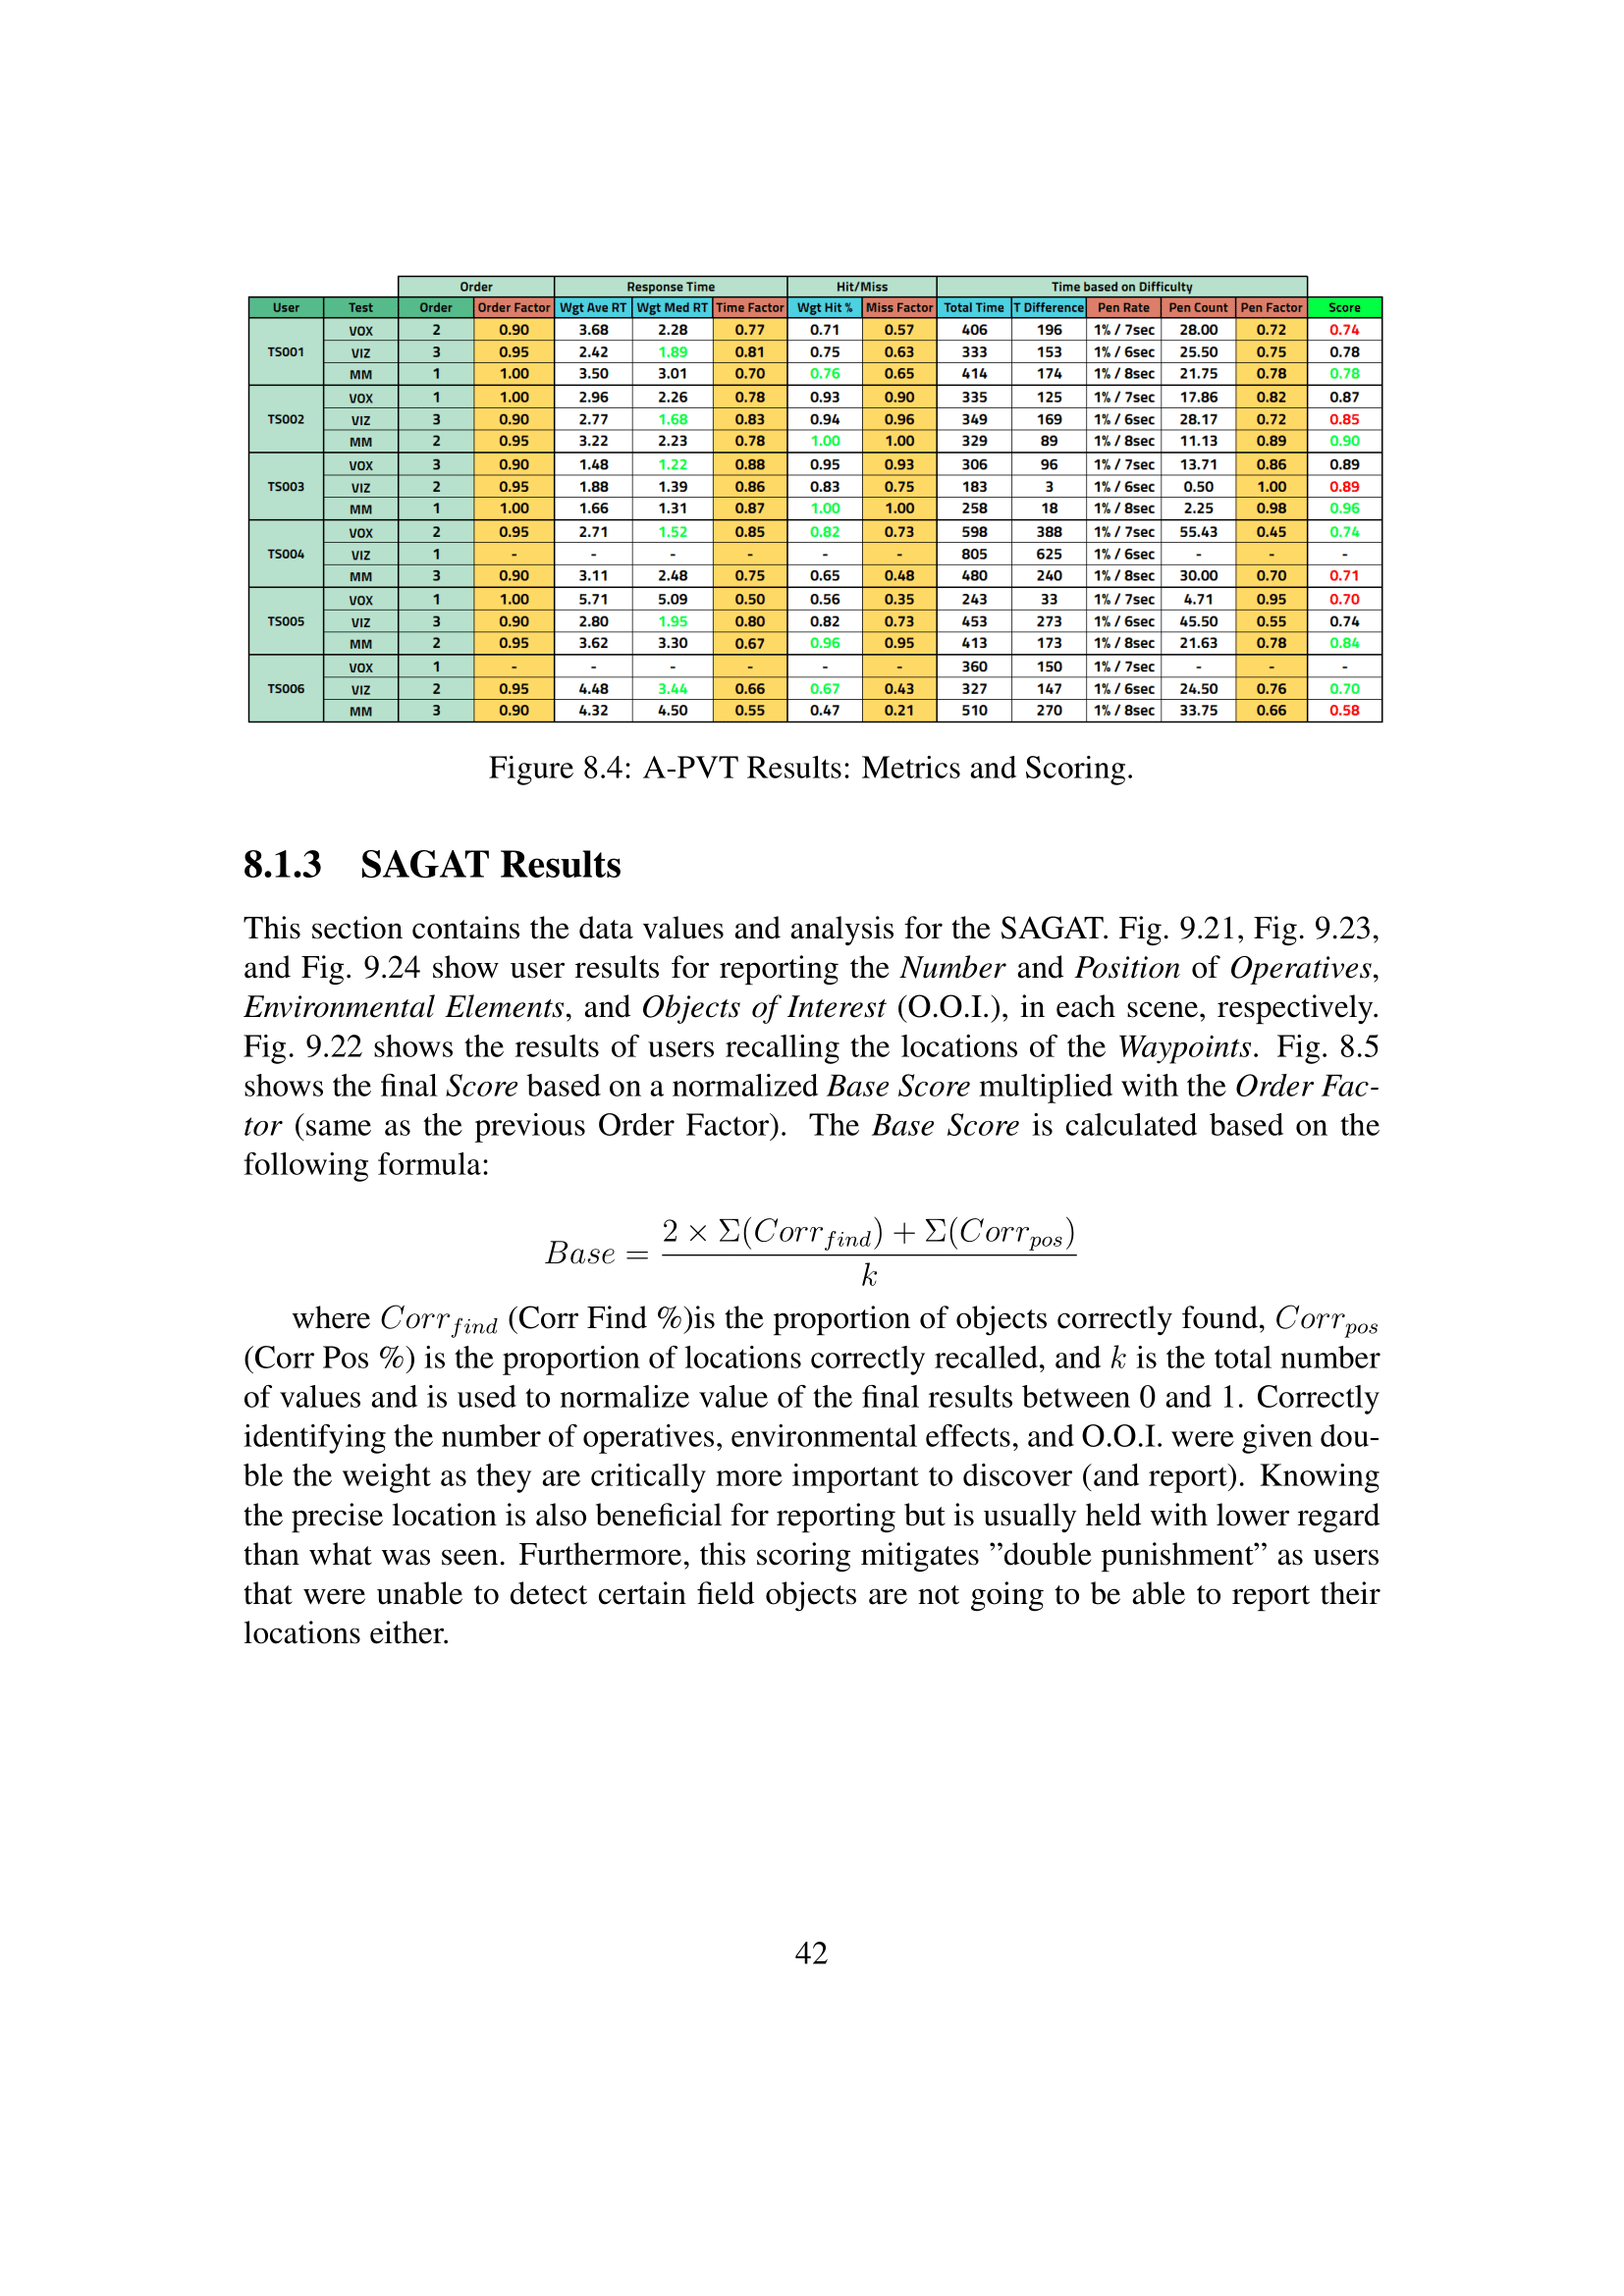 Order Response Time Hit/Miss Time based on Difficulty
User Test Order Order Factor Wgt Ave RT Wgt Med RT Time Factor Wgt Hit % Miss Factor Total Time T Difference Pen Rate Pen Count Pen Factor Score
VOX 2 0.90 3.68 2.28 0.77 0.71 0.57 406 196 1% / 7sec 28.00 0.72 0.74
TS001 VIZ 3 0.95 2.42 1.89 0.81 0.75 0.63 333 153 1% / 6sec 25.50 0.75 0.78
MM 1 1.00 3.50 3.01 0.70 0.76 0.65 414 174 1% / 8sec 21.75 0.78 0.78
VOX 1 1.00 2.96 2.26 0.78 0.93 0.90 335 125 1% / 7sec 17.86 0.82 0.87
TS002 VIZ 3 0.90 2.77 1.68 0.83 0.94 0.96 349 169 1% / 6sec 28.17 0.72 0.85
MM 2 0.95 3.22 2.23 0.78 1.00 1.00 329 89 1% / 8sec 11.13 0.89 0.90
VOX 3 0.90 1.48 1.22 0.88 0.95 0.93 306 96 1% / 7sec 13.71 0.86 0.89
TS003 VIZ 2 0.95 1.88 1.39 0.86 0.83 0.75 183 3 1% / 6sec 0.50 1.00 0.89
MM 1 1.00 1.66 1.31 0.87 1.00 1.00 258 18 1% / 8sec 2.25 0.98 0.96
VOX 2 0.95 2.71 1.52 0.85 0.82 0.73 598 388 1% / 7sec 55.43 0.45 0.74
TS004 VIZ 1 - - - - - - 805 625 1% / 6sec - - -
MM 3 0.90 3.11 2.48 0.75 0.65 0.48 480 240 1% / 8sec 30.00 0.70 0.71
VOX 1 1.00 5.71 5.09 0.50 0.56 0.35 243 33 1% / 7sec 4.71 0.95 0.70
TS005 VIZ 3 0.90 2.80 1.95 0.80 0.82 0.73 453 273 1% / 6sec 45.50 0.55 0.74
MM 2 0.95 3.62 3.30 0.67 0.96 0.95 413 173 1% / 8sec 21.63 0.78 0.84
VOX 1 - - - - - - 360 150 1% / 7sec - - -
TS006 VIZ 2 0.95 4.48 3.44 0.66 0.67 0.43 327 147 1% / 6sec 24.50 0.76 0.70
MM 3 0.90 4.32 4.50 0.55 0.47 0.21 510 270 1% / 8sec 33.75 0.66 0.58
Figure 8.4: A-PVT Results: Metrics and Scoring.
8.1.3 SAGAT Results
This section contains the data values and analysis for the SAGAT. Fig. 9.21, Fig. 9.23,
and Fig. 9.24 show user results for reporting the Number and Position of Operatives,
Environmental Elements, and Objects of Interest (O.O.I.), in each scene, respectively.
Fig. 9.22 shows the results of users recalling the locations of the Waypoints. Fig. 8.5
shows the final Score based on a normalized Base Score multiplied with the Order Fac-
tor (same as the previous Order Factor). The Base Score is calculated based on the
following formula:
Base = \frac{2 × Σ(Corr_{find}) + Σ(Corr_{pos})}{k}
where Corr_{find} (Corr Find %)is the proportion of objects correctly found, Corr_{pos}
(Corr Pos %) is the proportion of locations correctly recalled, and k is the total number
of values and is used to normalize value of the final results between 0 and 1. Correctly
identifying the number of operatives, environmental effects, and O.O.I. were given dou-
ble the weight as they are critically more important to discover (and report). Knowing
the precise location is also beneficial for reporting but is usually held with lower regard
than what was seen. Furthermore, this scoring mitigates ”double punishment” as users
that were unable to detect certain field objects are not going to be able to report their
locations either.
42